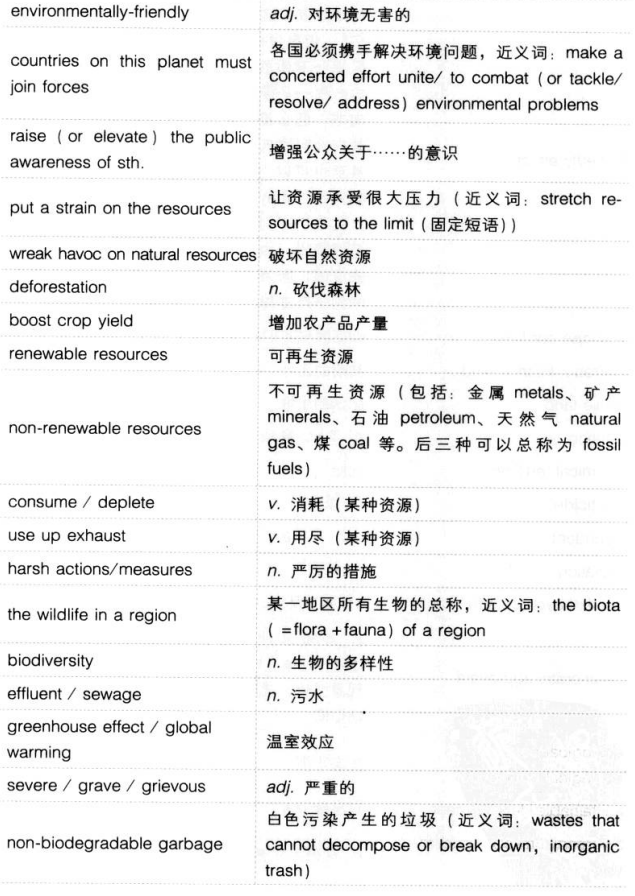 environmentally-friendly adj. 对环境无害的
countries on this planet must join forces
各国必须携手解决环境问题，近义词：make a
concerted effort unite/ to combat (or tackle/
resolve/ address) environmental problems
raise (or elevate) the public
awareness of sth.
增强公众关于……的意识
put a strain on the resources
让资源承受很大压力（近义词：stretch re-
sources to the limit（固定短语））
wreak havoc on natural resources 破坏自然资源
deforestation n. 砍伐森林
boost crop yield 增加农产品产量
renewable resources 可再生资源
non-renewable resources
不可再生资源（包括：金属 metals、矿产
minerals、石油 petroleum、天然气 natural
gas、煤 coal 等。后三种可以总称为 fossil
fuels）
consume / deplete v. 消耗（某种资源）
use up exhaust v. 用尽（某种资源）
harsh actions/measures n. 严厉的措施
the wildlife in a region
某一地区所有生物的总称，近义词：the biota
(=flora+fauna) of a region
biodiversity n. 生物的多样性
effluent / sewage n. 污水
greenhouse effect / global
warming
温室效应
severe / grave / grievous adj. 严重的
non-biodegradable garbage
白色污染产生的垃圾（近义词：wastes that
cannot decompose or break down, inorganic
trash）